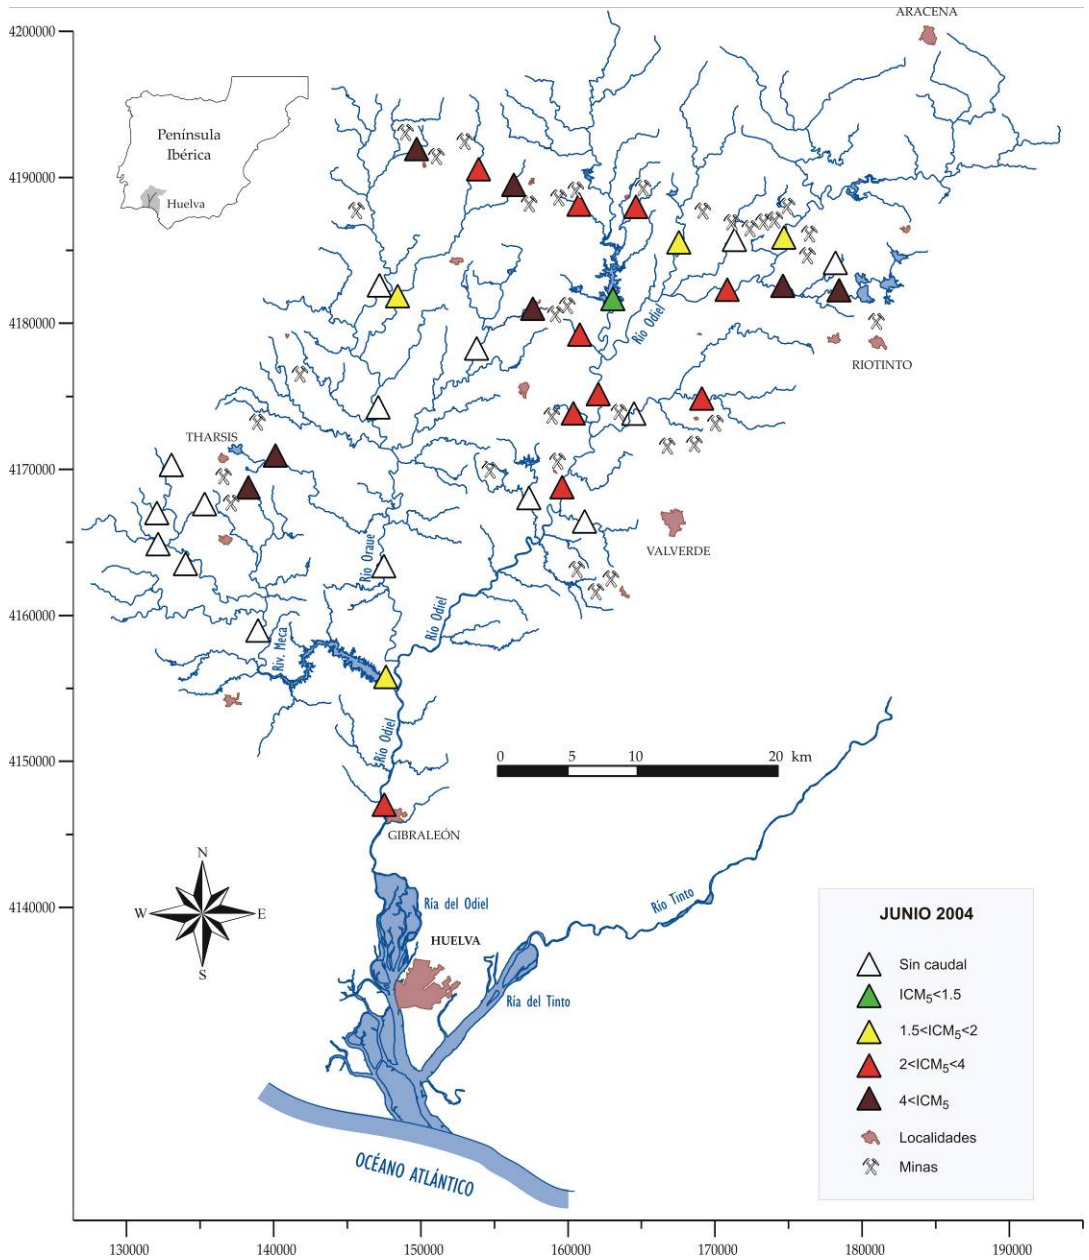 ARACENA
4200000
Península
Ibérica
Huelva
4190000
4180000
Río Odiel
RIOTINTO
THARSIS
4170000
VALVERDE
Río Oraue
4160000
Río Odiel
Riv. Meca
Río Odiel
4150000
0 5 10 20 km
GIBRALEÓN
N
W E
S
4140000
Ría del Odiel
HUELVA
Río Tinto
Ría del Tinto
OCÉANO ATLÁNTICO
JUNIO 2004
Sin caudal
ICM5<1.5
1.5<ICM5<2
2<ICM5<4
4<ICM5
Localidades
Minas
130000 140000 150000 160000 170000 180000 190000